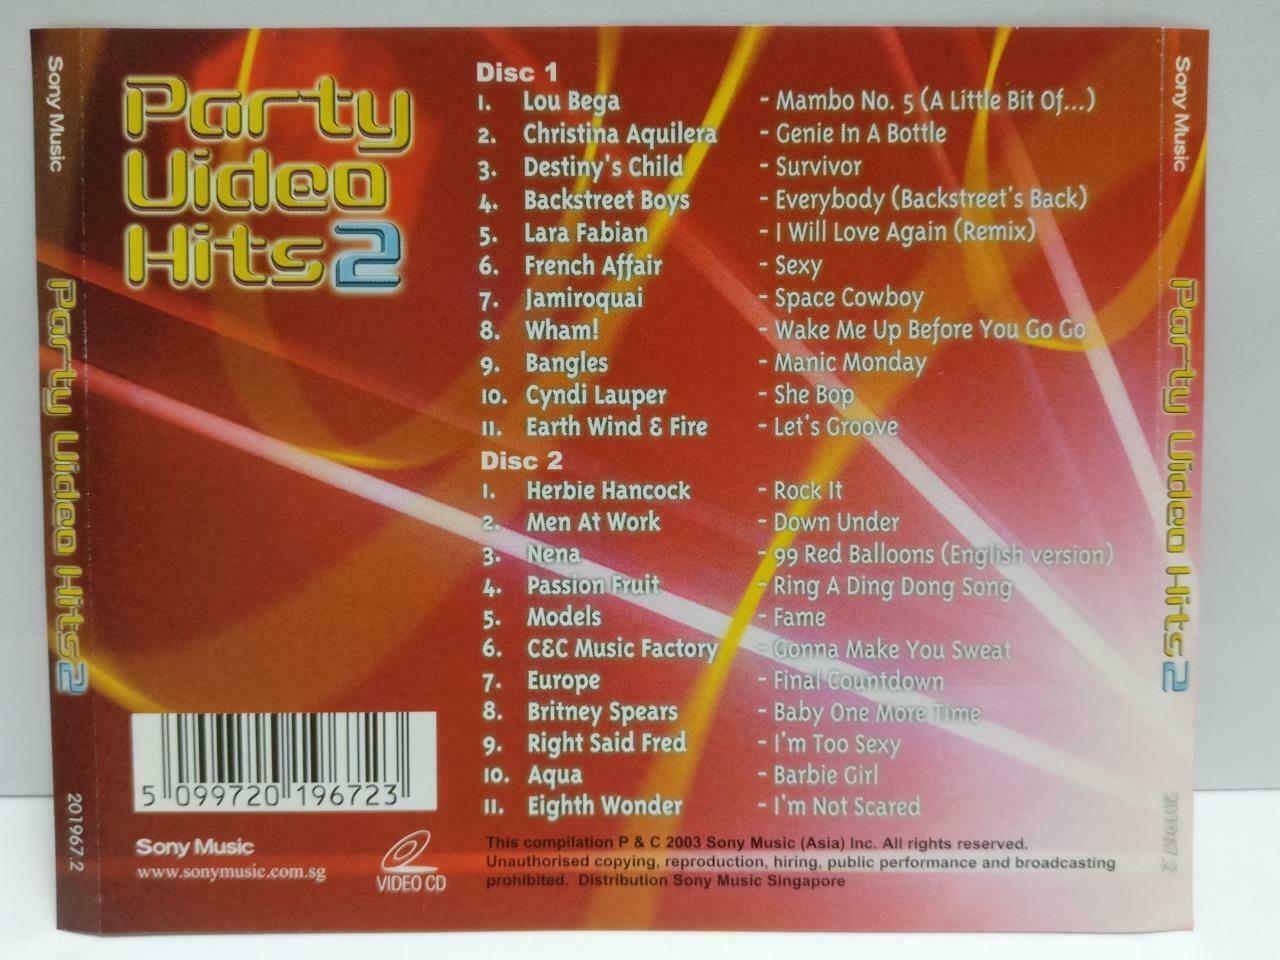 Sony Music
Party Video Hits 2
201967.2
Party
Video
Hits 2
Disc 1
1. Lou Bega - Mambo No. 5 (A Little Bit Of...)
2. Christina Aquilera - Genie In A Bottle
3. Destiny's Child - Survivor
4. Backstreet Boys - Everybody (Backstreet's Back)
5. Lara Fabian - I Will Love Again (Remix)
6. French Affair - Sexy
7. Jamiroquai - Space Cowboy
8. Wham! - Wake Me Up Before You Go Go
9. Bangles - Manic Monday
10. Cyndi Lauper - She Bop
11. Earth Wind & Fire - Let's Groove
Disc 2
1. Herbie Hancock - Rock It
2. Men At Work - Down Under
3. Nena - 99 Red Balloons (English version)
4. Passion Fruit - Ring A Ding Dong Song
5. Models - Fame
6. C&C Music Factory - Gonna Make You Sweat
7. Europe - Final Countdown
8. Britney Spears - Baby One More Time
9. Right Said Fred - I'm Too Sexy
10. Aqua - Barbie Girl
11. Eighth Wonder - I'm Not Scared
5 099720 196723
Sony Music
www.sonymusic.com.sg
VIDEO CD
This compilation P & C 2003 Sony Music (Asia) Inc. All rights reserved.
Unauthorised copying, reproduction, hiring, public performance and broadcasting
prohibited. Distribution Sony Music Singapore
Sony Music
Party Video Hits 2
201967.2